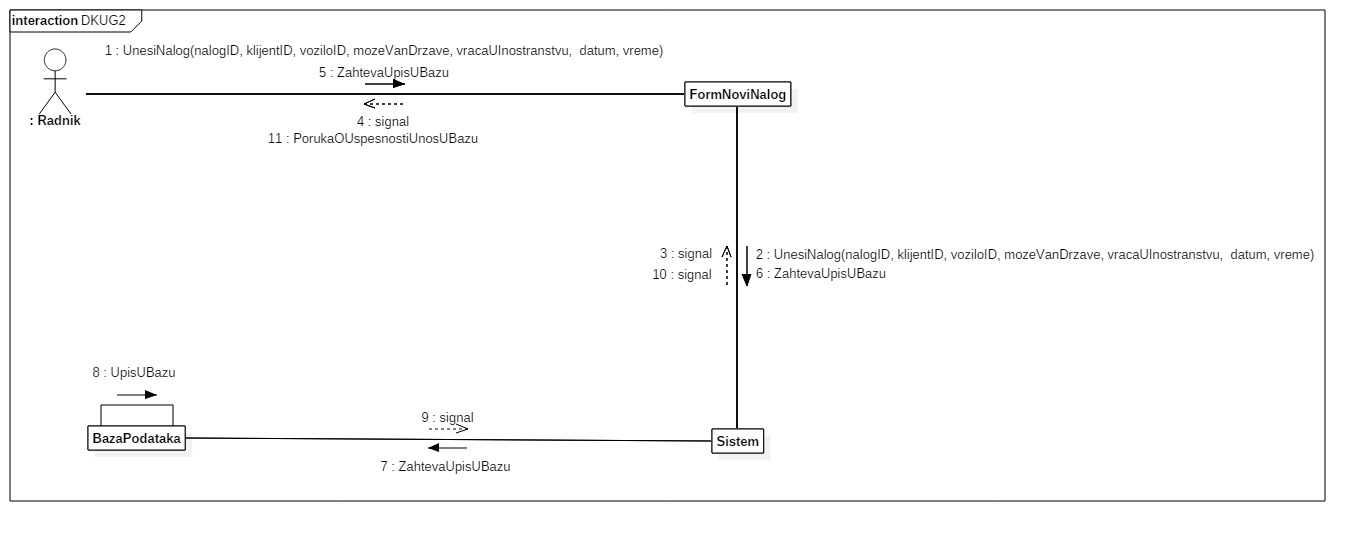 interaction DKUG2
1 : UnesiNalog(nalogID, klijentID, voziloID, mozeVanDrzave, vracaUInostranstvu,  datum, vreme)
5 : ZahtevaUpisUBazu
FormNoviNalog
: Radnik
4 : signal
11 : PorukaOUspesnostiUnosUBazu
3 : signal
2 : UnesiNalog(nalogID, klijentID, voziloID, mozeVanDrzave, vracaUInostranstvu,  datum, vreme)
10 : signal
6 : ZahtevaUpisUBazu
8 : UpisUBazu
9 : signal
BazaPodataka
Sistem
7 : ZahtevaUpisUBazu